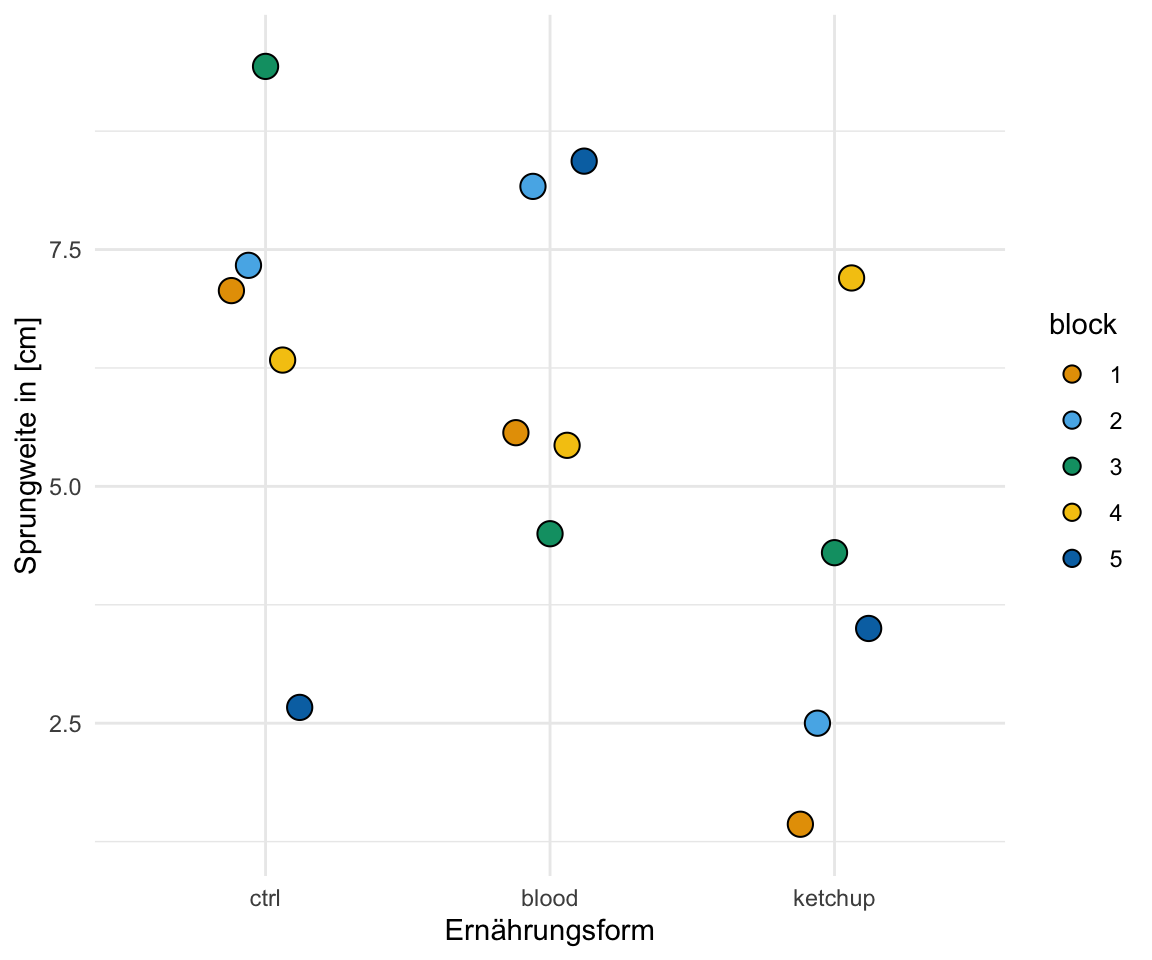 Sprungweite in [cm]
7.5
5.0
2.5
ctrl
blood
ketchup
Ernährungsform
block
1
2
3
4
5